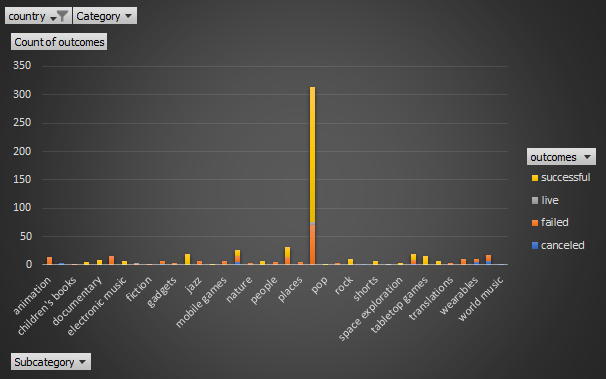 country Category
Count of outcomes
350
300
250
200
150
100
50
0
animation
children's books
documentary
electronic music
fiction
gadgets
jazz
mobile games
nature
people
places
pop
rock
shorts
space exploration
tabletop games
translations
wearables
world music
outcomes
successful
live
failed
canceled
Subcategory